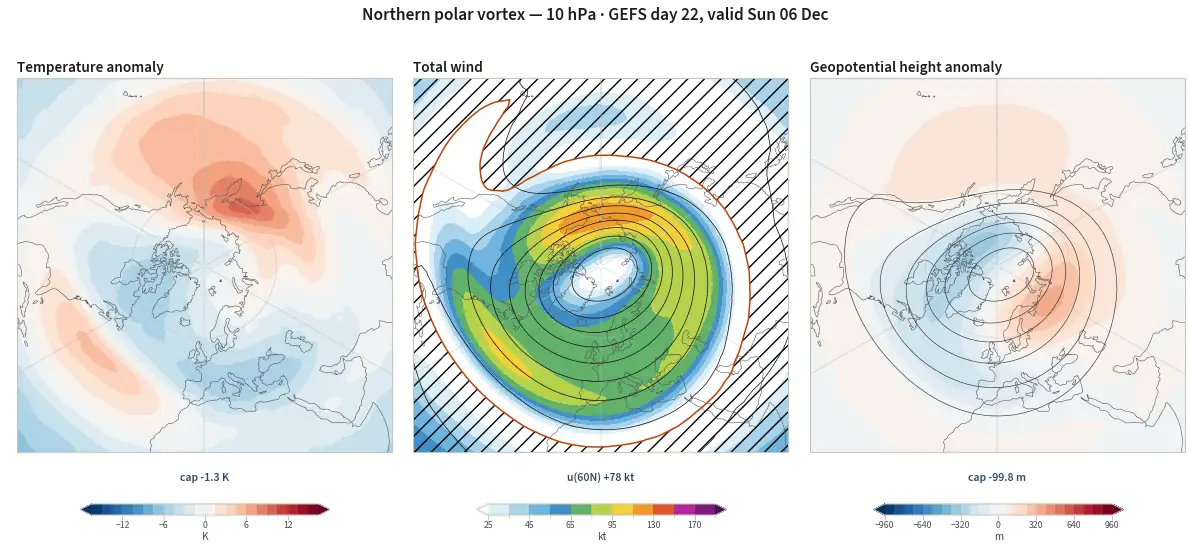 Northern polar vortex — 10 hPa · GEFS day 22, valid Sun 06 Dec
Temperature anomaly
Total wind
Geopotential height anomaly
cap -1.3 K
u(60N) +78 kt
cap -99.8 m
−12 −6 0 6 12
K
25 45 65 95 130 170
kt
−960 −640 −320 0 320 640 960
m